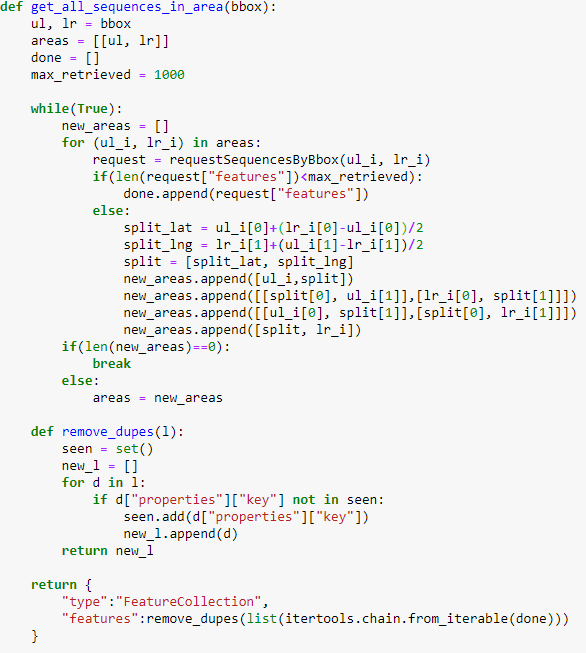 def get_all_sequences_in_area(bbox):
    ul, lr = bbox
    areas = [[ul, lr]]
    done = []
    max_retrieved = 1000

    while(True):
        new_areas = []
        for (ul_i, lr_i) in areas:
            request = requestSequencesByBbox(ul_i, lr_i)
            if(len(request["features"])<max_retrieved):
                done.append(request["features"])
            else:
                split_lat = ul_i[0]+(lr_i[0]-ul_i[0])/2
                split_lng = lr_i[1]+(ul_i[1]-lr_i[1])/2
                split = [split_lat, split_lng]
                new_areas.append([ul_i,split])
                new_areas.append([[split[0], ul_i[1]],[lr_i[0], split[1]]])
                new_areas.append([[ul_i[0], split[1]],[split[0], lr_i[1]]])
                new_areas.append([split, lr_i])
        if(len(new_areas)==0):
            break
        else:
            areas = new_areas

    def remove_dupes(l):
        seen = set()
        new_l = []
        for d in l:
            if d["properties"]["key"] not in seen:
                seen.add(d["properties"]["key"])
                new_l.append(d)
        return new_l

    return {
        "type":"FeatureCollection",
        "features":remove_dupes(list(itertools.chain.from_iterable(done)))
    }